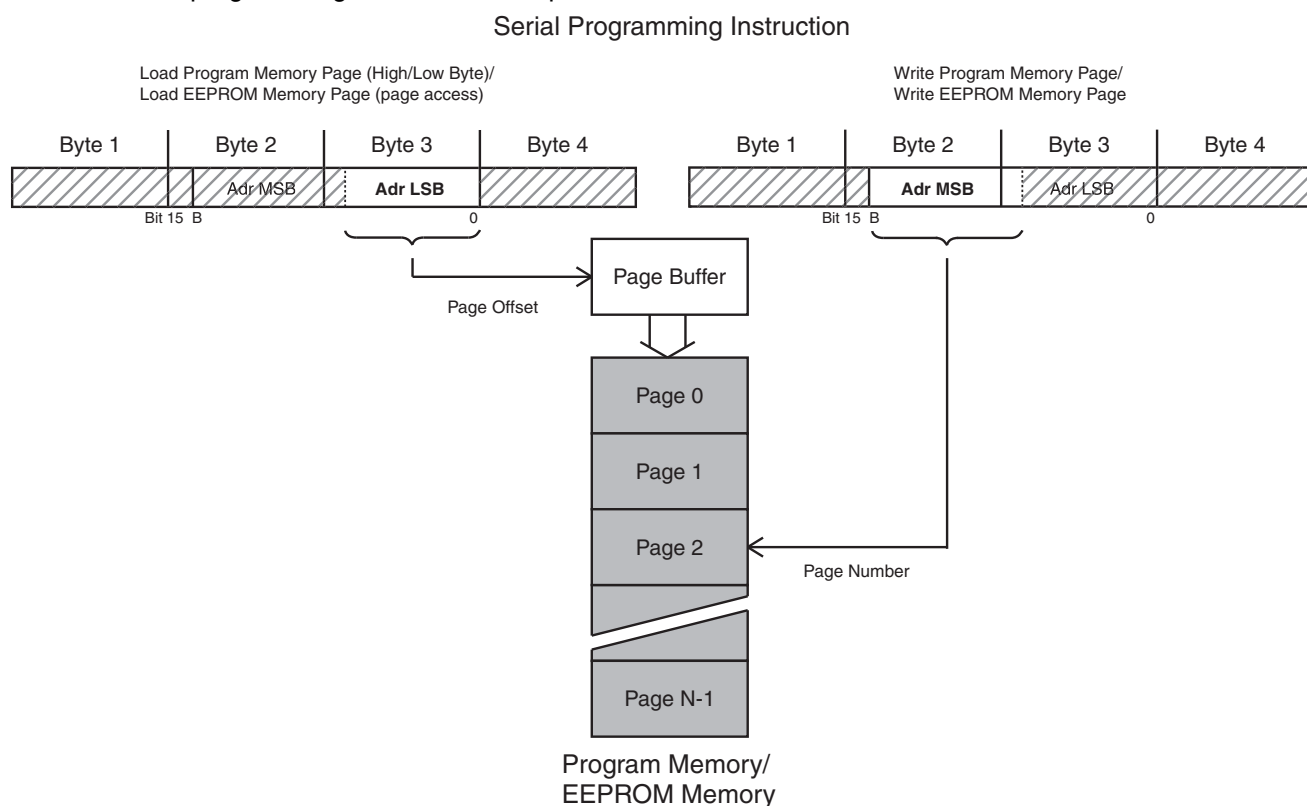 Serial Programming Instruction
Load Program Memory Page (High/Low Byte)/
Load EEPROM Memory Page (page access)
Write Program Memory Page/
Write EEPROM Memory Page
Byte 1 Byte 2 Byte 3 Byte 4
Byte 1 Byte 2 Byte 3 Byte 4
Adr MSB Adr LSB
Adr MSB Adr LSB
Bit 15 B 0
Bit 15 B 0
Page Buffer
Page Offset
Page 0
Page 1
Page 2
Page Number
Page N-1
Program Memory/
EEPROM Memory